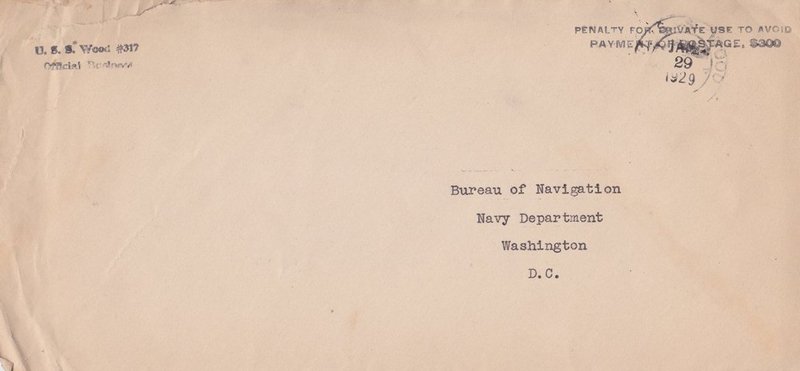 U. S. S. Wood #317
Official Business
PENALTY FOR PRIVATE USE TO AVOID
PAYMENT OF POSTAGE, $300
JAN
29
1929
Bureau of Navigation
Navy Department
Washington
D.C.